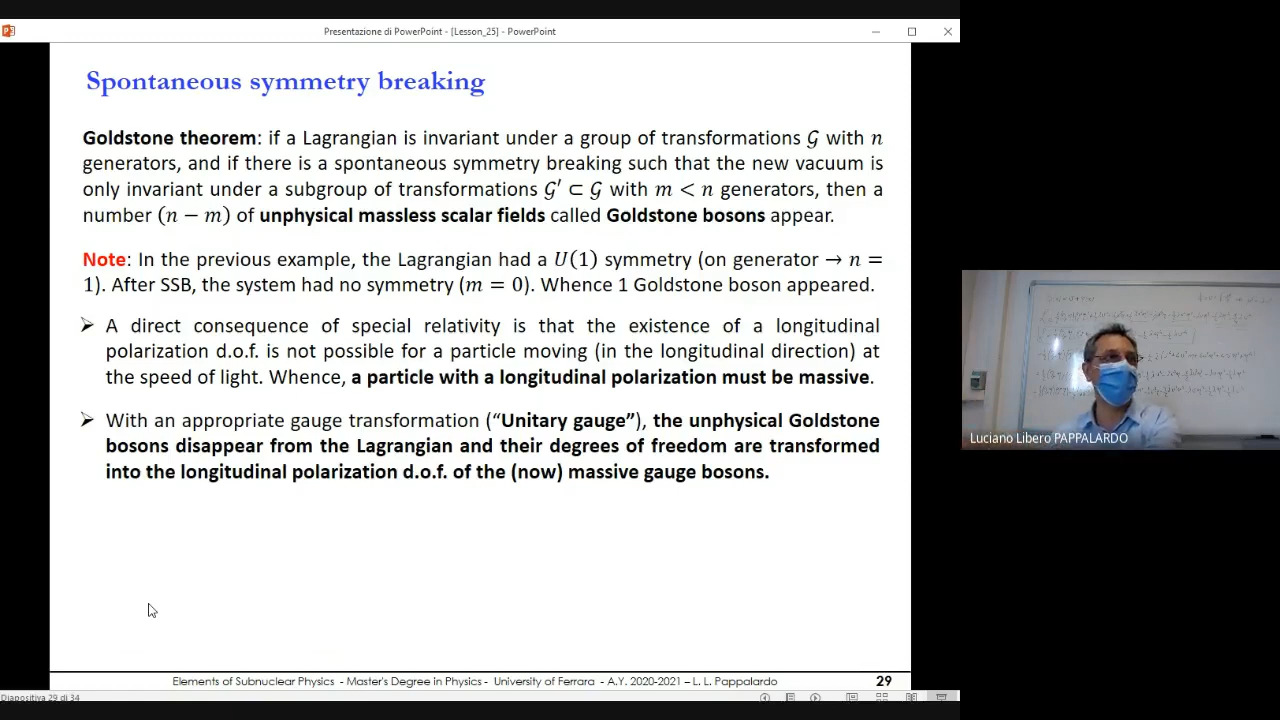 Presentazione di PowerPoint - [Lesson_25] - PowerPoint
Spontaneous symmetry breaking
Goldstone theorem: if a Lagrangian is invariant under a group of transformations 𝒢 with n
generators, and if there is a spontaneous symmetry breaking such that the new vacuum is
only invariant under a subgroup of transformations 𝒢′ ⊂ 𝒢 with m < n generators, then a
number (n − m) of unphysical massless scalar fields called Goldstone bosons appear.
Note: In the previous example, the Lagrangian had a U(1) symmetry (on generator → n =
1). After SSB, the system had no symmetry (m = 0). Whence 1 Goldstone boson appeared.
➢ A direct consequence of special relativity is that the existence of a longitudinal
polarization d.o.f. is not possible for a particle moving (in the longitudinal direction) at
the speed of light. Whence, a particle with a longitudinal polarization must be massive.
➢ With an appropriate gauge transformation (“Unitary gauge”), the unphysical Goldstone
bosons disappear from the Lagrangian and their degrees of freedom are transformed
into the longitudinal polarization d.o.f. of the (now) massive gauge bosons.
Luciano Libero PAPPALARDO
Elements of Subnuclear Physics - Master's Degree in Physics - University of Ferrara - A.Y. 2020-2021 – L. L. Pappalardo
29
Diapositiva 29 di 34